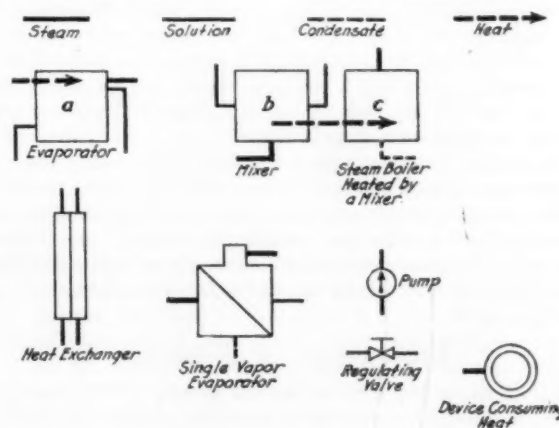 Steam Solution Condensate Heat
a b c
Evaporator
Mixer
Steam Boiler
Heated by
a Mixer
Pump
Heat Exchanger
Single Vapor
Evaporator
Regulating
Valve
Device Consuming
Heat